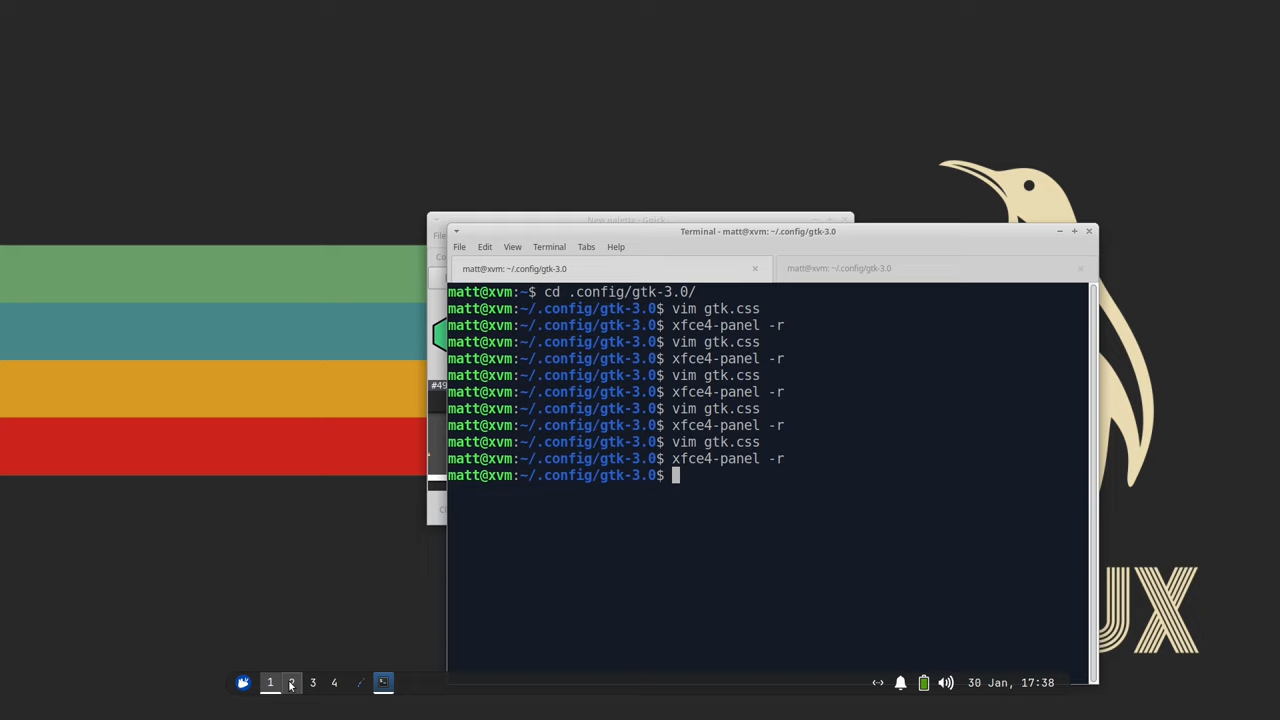 New palette - Gpick
Terminal - matt@xvm: ~/.config/gtk-3.0
File
File Edit View Terminal Tabs Help
matt@xvm: ~/.config/gtk-3.0 matt@xvm: ~/.config/gtk-3.0
matt@xvm:~$ cd .config/gtk-3.0/
matt@xvm:~/.config/gtk-3.0$ vim gtk.css
matt@xvm:~/.config/gtk-3.0$ xfce4-panel -r
matt@xvm:~/.config/gtk-3.0$ vim gtk.css
matt@xvm:~/.config/gtk-3.0$ xfce4-panel -r
matt@xvm:~/.config/gtk-3.0$ vim gtk.css
matt@xvm:~/.config/gtk-3.0$ xfce4-panel -r
matt@xvm:~/.config/gtk-3.0$ vim gtk.css
matt@xvm:~/.config/gtk-3.0$ xfce4-panel -r
matt@xvm:~/.config/gtk-3.0$ vim gtk.css
matt@xvm:~/.config/gtk-3.0$ xfce4-panel -r
matt@xvm:~/.config/gtk-3.0$
#49
UX
1 2 3 4 30 Jan, 17:38